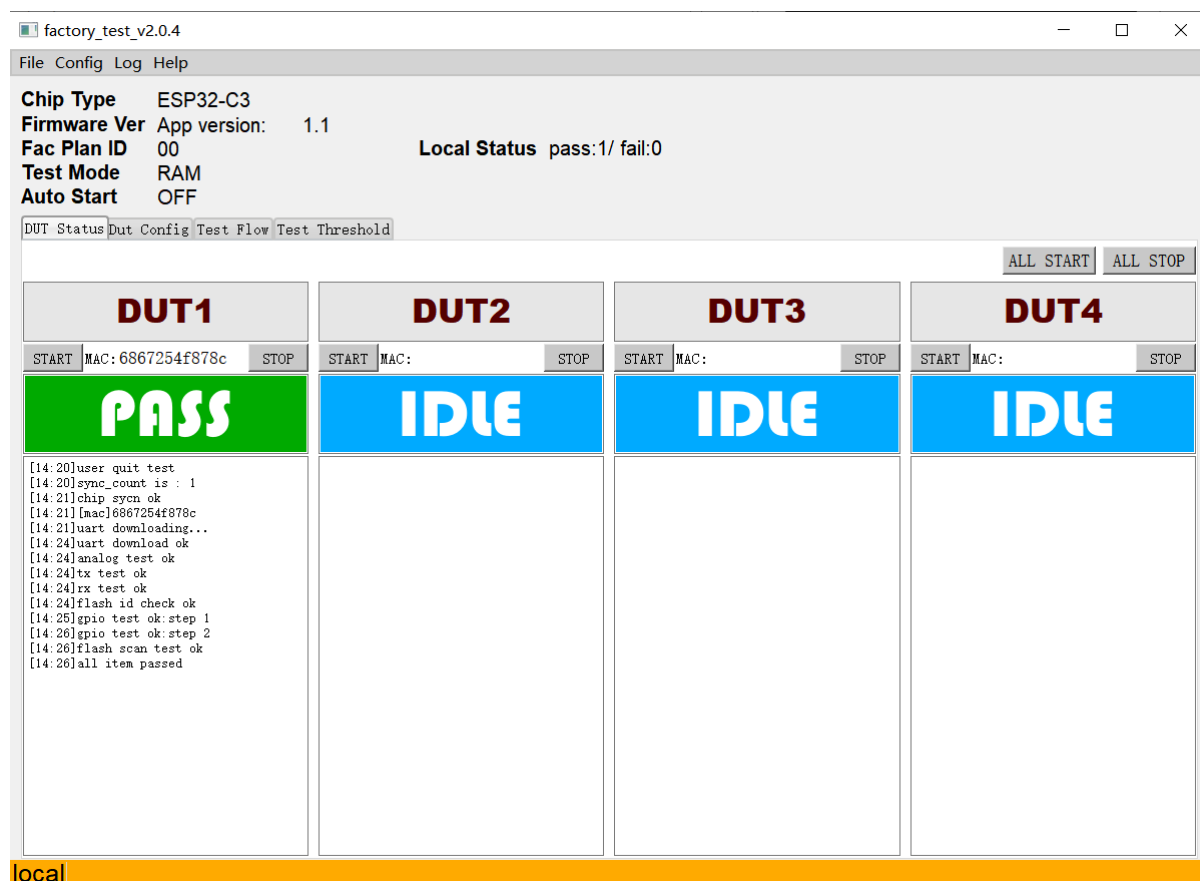 factory_test_v2.0.4
File Config Log Help
Chip Type ESP32-C3
Firmware Ver App version: 1.1
Fac Plan ID 00
Local Status pass:1/ fail:0
Test Mode RAM
Auto Start OFF
DUT Status Dut Config Test Flow Test Threshold
ALL START ALL STOP
DUT1 DUT2 DUT3 DUT4
START MAC:6867254f878c STOP START MAC: STOP START MAC: STOP START MAC: STOP
PASS IDLE IDLE IDLE
[14:20]user quit test
[14:20]sync_count is : 1
[14:21]chip sycn ok
[14:21][mac]6867254f878c
[14:21]uart downloading...
[14:24]uart download ok
[14:24]analog test ok
[14:24]tx test ok
[14:24]rx test ok
[14:24]flash id check ok
[14:25]gpio test ok:step 1
[14:26]gpio test ok:step 2
[14:26]flash scan test ok
[14:26]all item passed
local